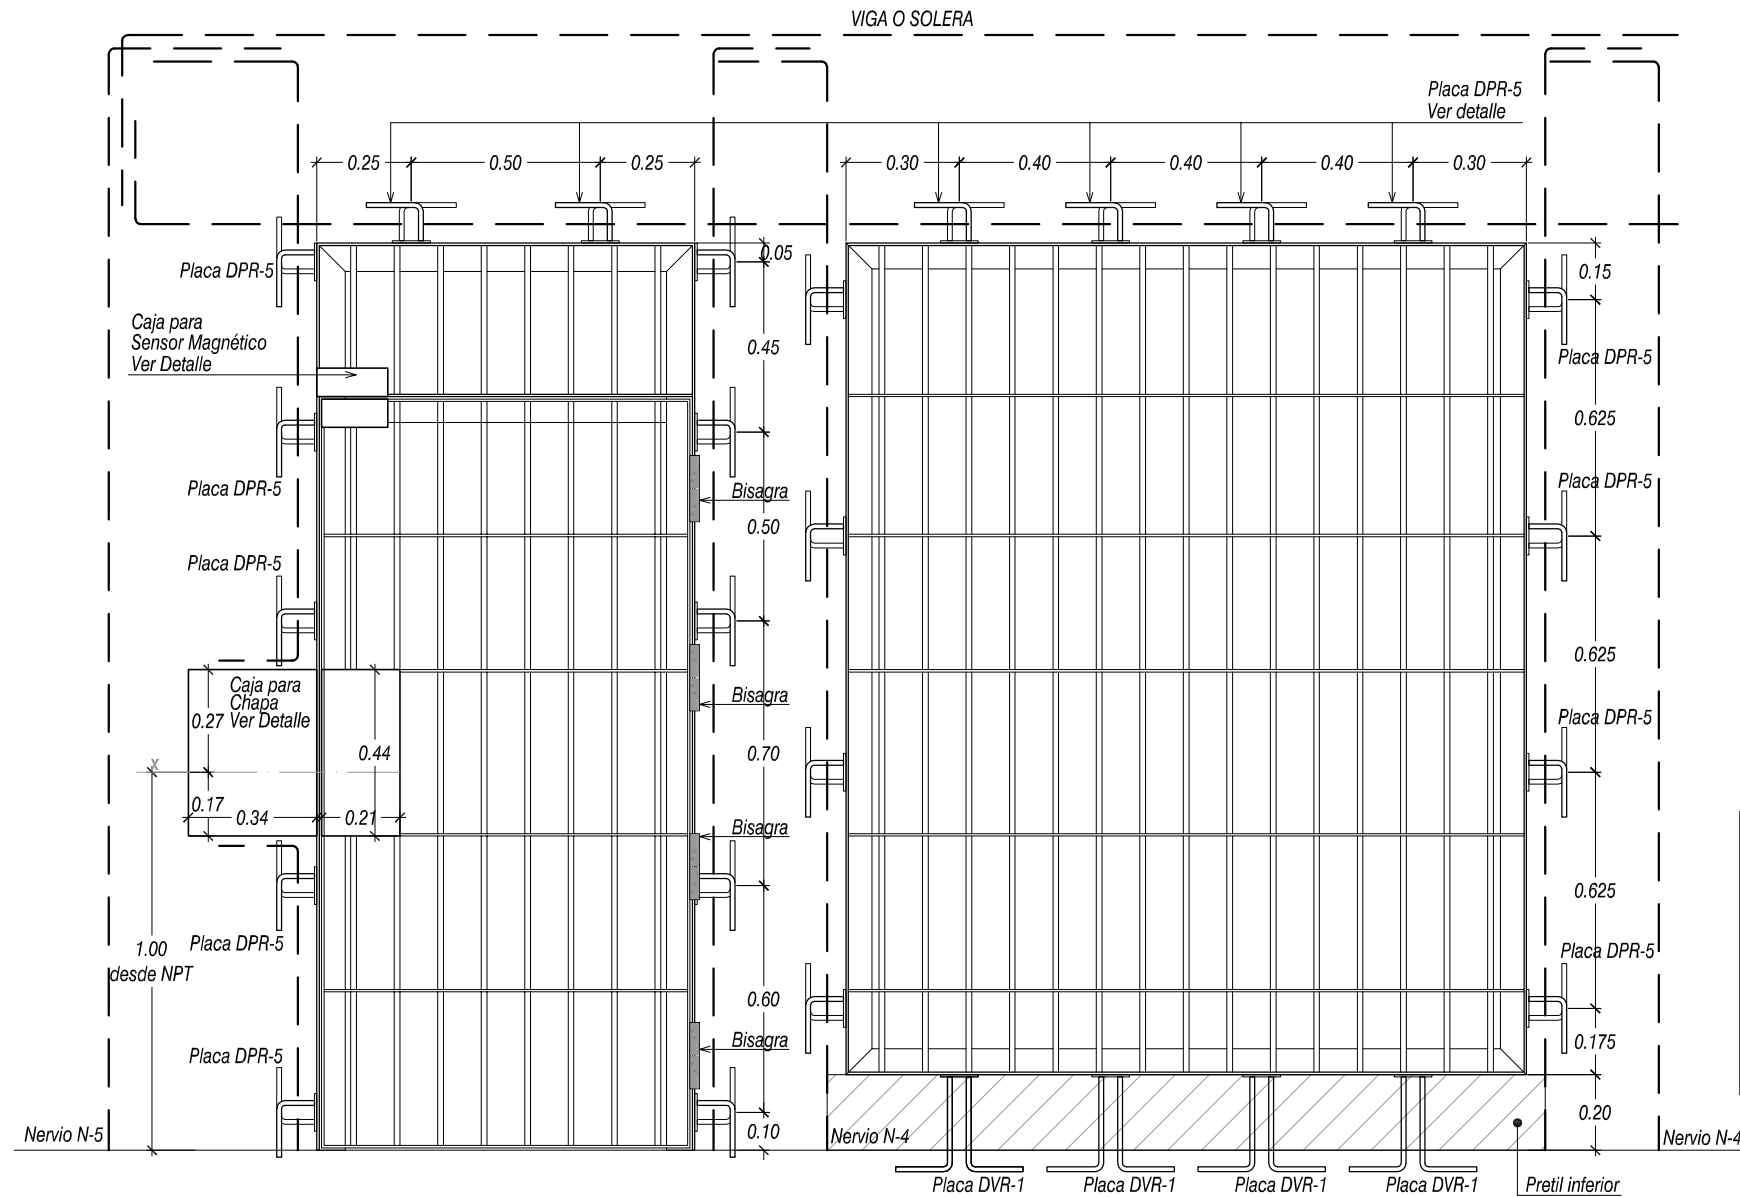 VIGA O SOLERA
Placa DPR-5
Ver detalle
0.25
0.50
0.25
0.30
0.40
0.40
0.40
0.30
0.05
0.15
Placa DPR-5
Caja para
Sensor Magnético
Ver Detalle
0.45
Placa DPR-5
0.625
Placa DPR-5
Placa DPR-5
Bisagra
0.50
Placa DPR-5
0.625
Caja para
Chapa
Ver Detalle
0.27
Bisagra
Placa DPR-5
0.44
0.70
x
0.17
0.34
0.21
Bisagra
0.625
1.00
desde NPT
Placa DPR-5
Placa DPR-5
0.60
Bisagra
0.175
Placa DPR-5
0.20
Nervio N-5
0.10
Nervio N-4
Nervio N-4
Placa DVR-1
Placa DVR-1
Placa DVR-1
Placa DVR-1
Pretil inferior